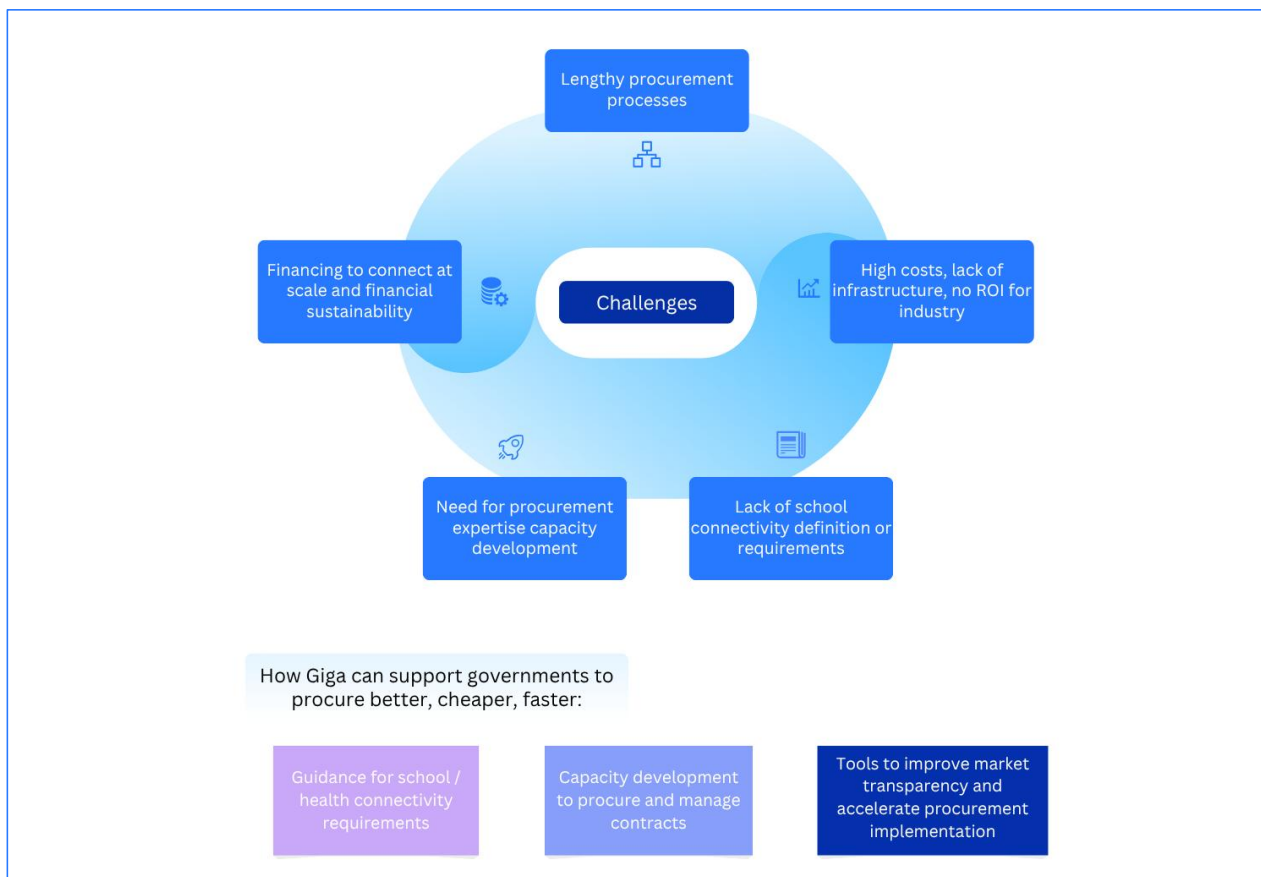 Lengthy procurement
processes
Financing to connect at
scale and financial
sustainability
High costs, lack of
infrastructure, no ROI for
industry
Challenges
Need for procurement
expertise capacity
development
Lack of school
connectivity definition or
requirements
How Giga can support governments to
procure better, cheaper, faster:
Guidance for school /
health connectivity
requirements
Capacity development
to procure and manage
contracts
Tools to improve market
transparency and
accelerate procurement
implementation